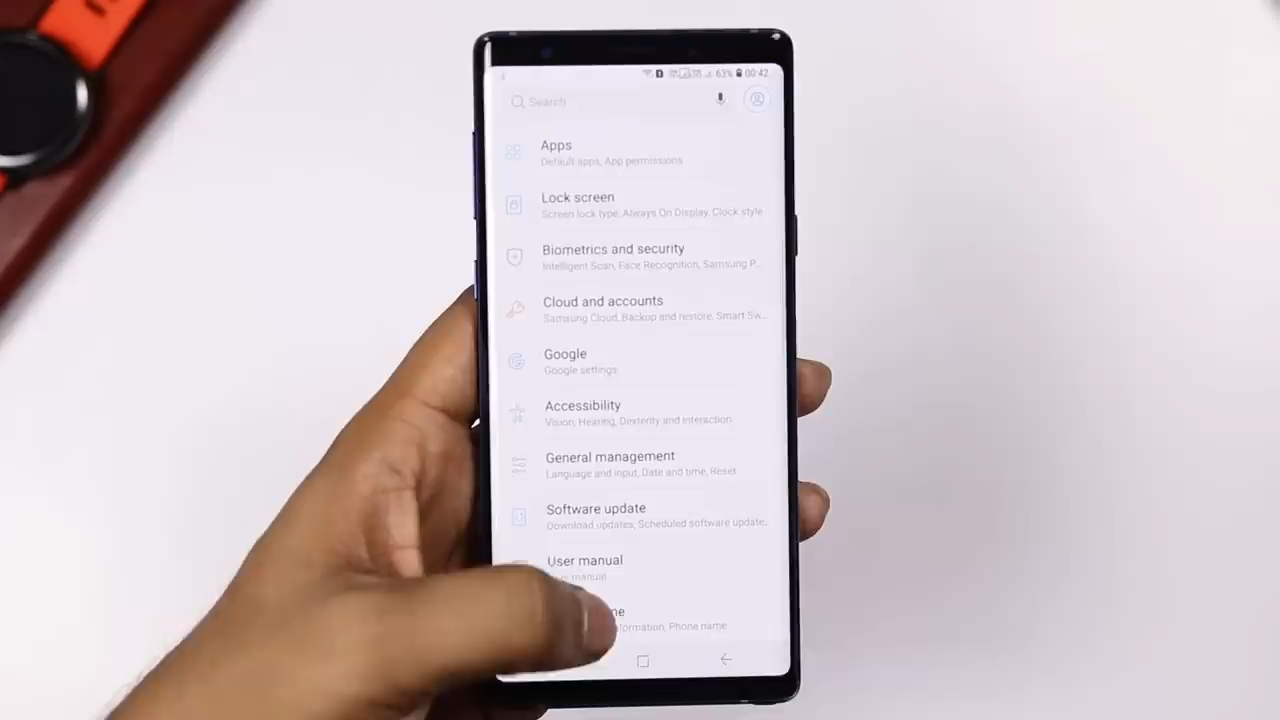 63% 00:42
Search
Apps
Default apps, App permissions
Lock screen
Screen lock type, Always On Display, Clock style
Biometrics and security
Intelligent Scan, Face Recognition, Samsung P...
Cloud and accounts
Samsung Cloud, Backup and restore, Smart Sw...
Google
Google settings
Accessibility
Vision, Hearing, Dexterity and interaction
General management
Language and input, Date and time, Reset
Software update
Download updates, Scheduled software update..
User manual
manual
Phone name